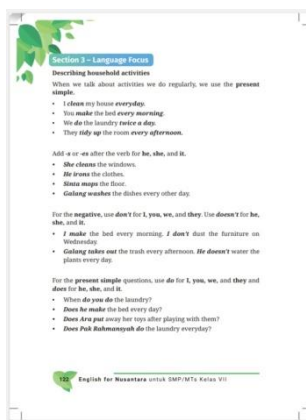 Section 3 – Language Focus
Describing household activities
When we talk about activities we do regularly, we use the present
simple.
• I clean my house everyday.
• You make the bed every morning.
• We do the laundry twice a day.
• They tidy up the room every afternoon.
Add -s or -es after the verb for he, she, and it.
• She cleans the windows.
• He irons the clothes.
• Sinta mops the floor.
• Galang washes the dishes every other day.
For the negative, use don't for I, you, we, and they. Use doesn't for he,
she, and it.
• I make the bed every morning. I don't dust the furniture on
Wednesday.
• Galang takes out the trash every afternoon. He doesn't water the
plants every day.
For the present simple questions, use do for I, you, we, and they and
does for he, she, and it.
• When do you do the laundry?
• Does he make the bed every day?
• Does Ara put away her toys after playing with them?
• Does Pak Rahmansyah do the laundry everyday?
132 English for Nusantara untuk SMP/MTs Kelas VII